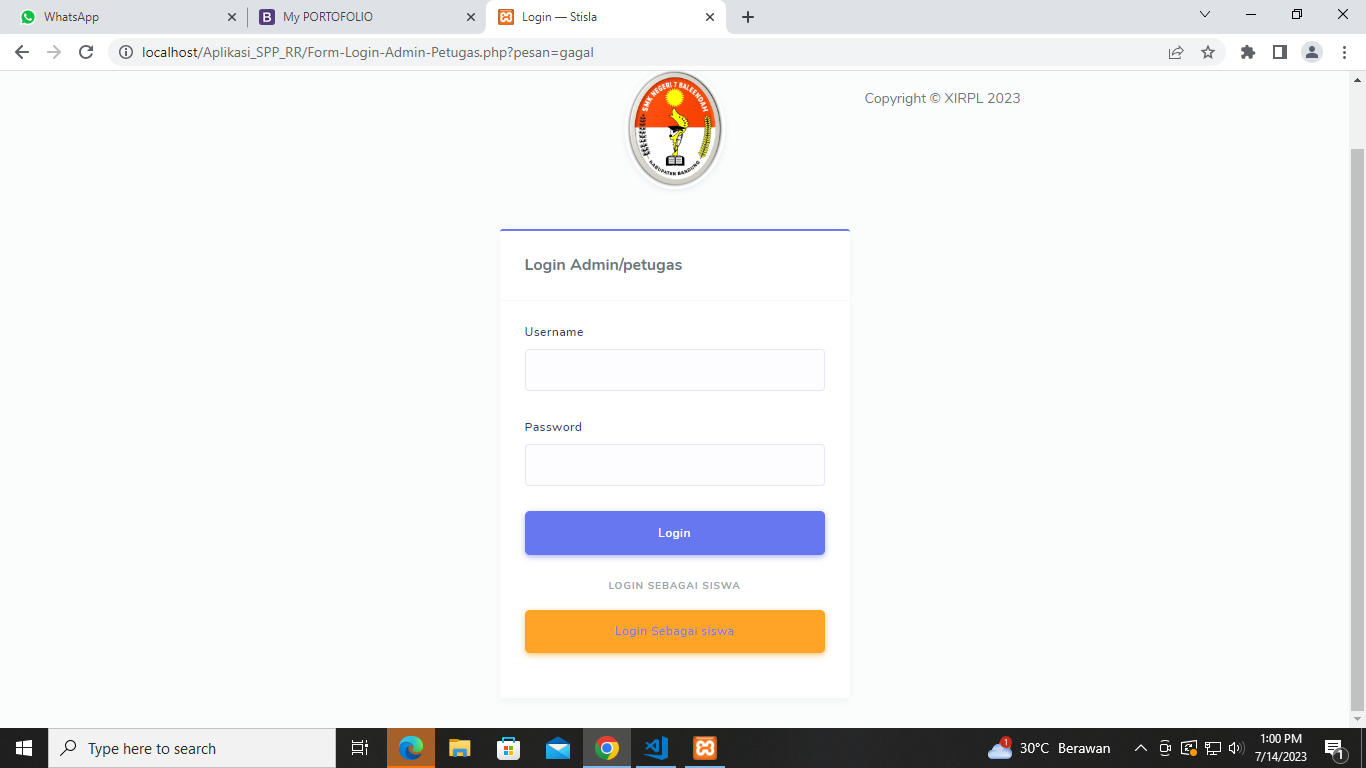 WhatsApp
My PORTOFOLIO
Login — Stisla
localhost/Aplikasi_SPP_RR/Form-Login-Admin-Petugas.php?pesan=gagal
SMK NEGERI 7 BALEENDAH
KABUPATEN BANDUNG
Copyright © XIRPL 2023
Login Admin/petugas
Username
Password
Login
LOGIN SEBAGAI SISWA
Login Sebagai siswa
Type here to search
1
30°C Berawan
1:00 PM
7/14/2023
1